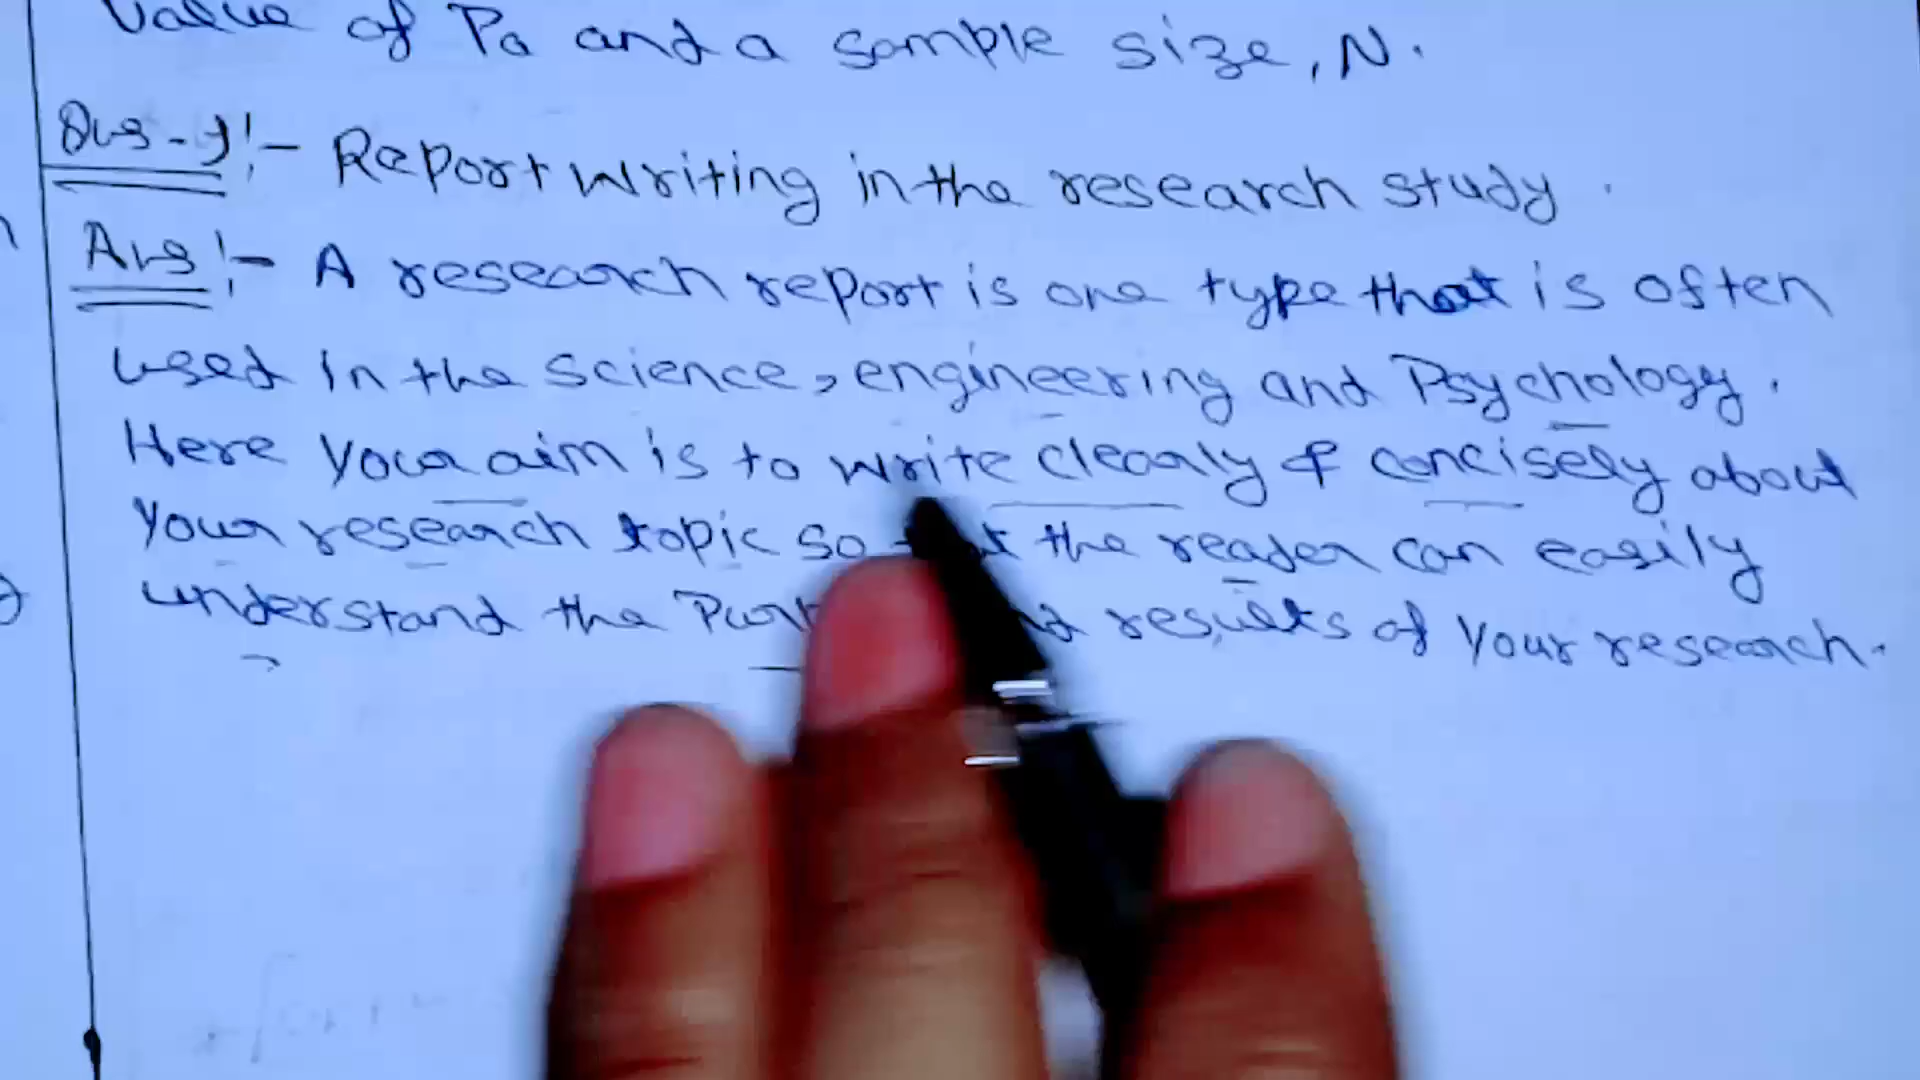 Value of Pa and a sample size, N.
Qus-y!- Report writing in the research study.
Ans!- A research report is one type that is often
used in the science, engineering and Psychology.
Here your aim is to write clearly & concisely about
your research topic so the reader can easily
understand the results of your research.